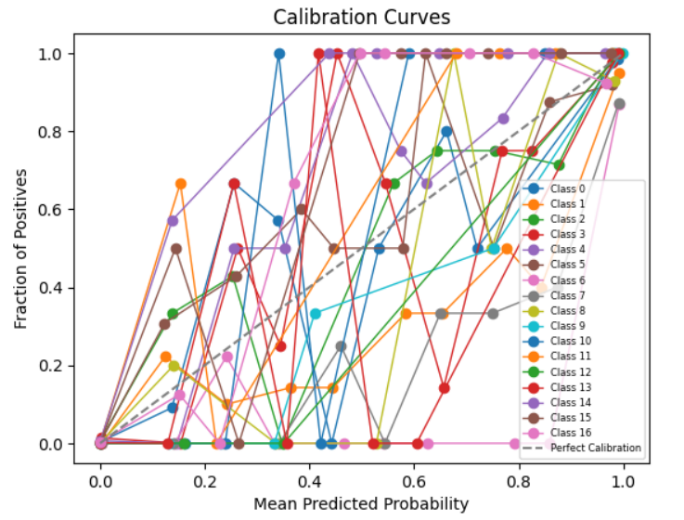 Calibration Curves
1.0
0.8
0.6
0.4
0.2
0.0
Fraction of Positives
Class 0
Class 1
Class 2
Class 3
Class 4
Class 5
Class 6
Class 7
Class 8
Class 9
Class 10
Class 11
Class 12
Class 13
Class 14
Class 15
Class 16
Perfect Calibration
0.0 0.2 0.4 0.6 0.8 1.0
Mean Predicted Probability